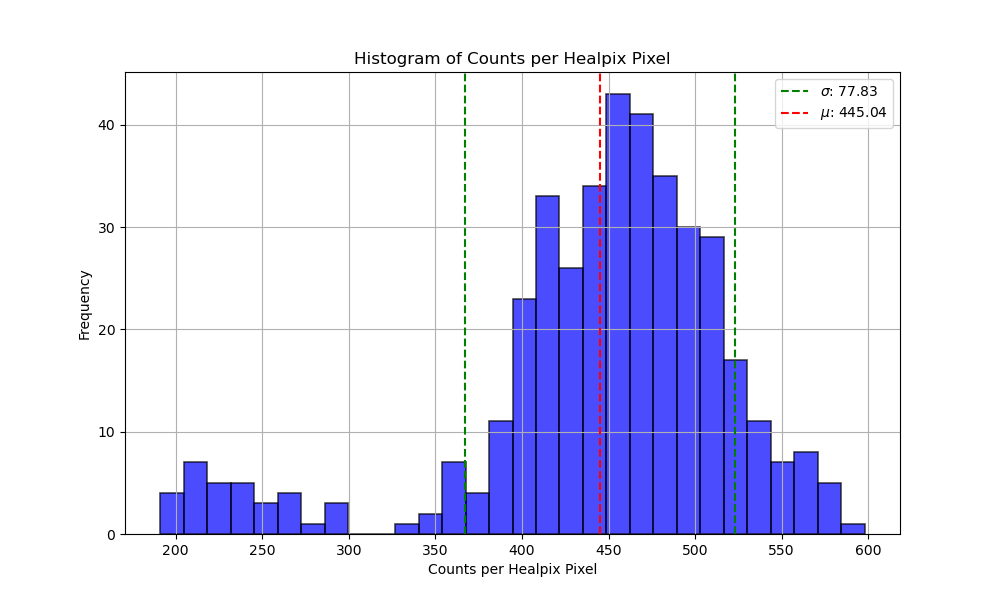 Histogram of Counts per Healpix Pixel
σ: 77.83
μ: 445.04
Frequency
40
30
20
10
0
200 250 300 350 400 450 500 550 600
Counts per Healpix Pixel